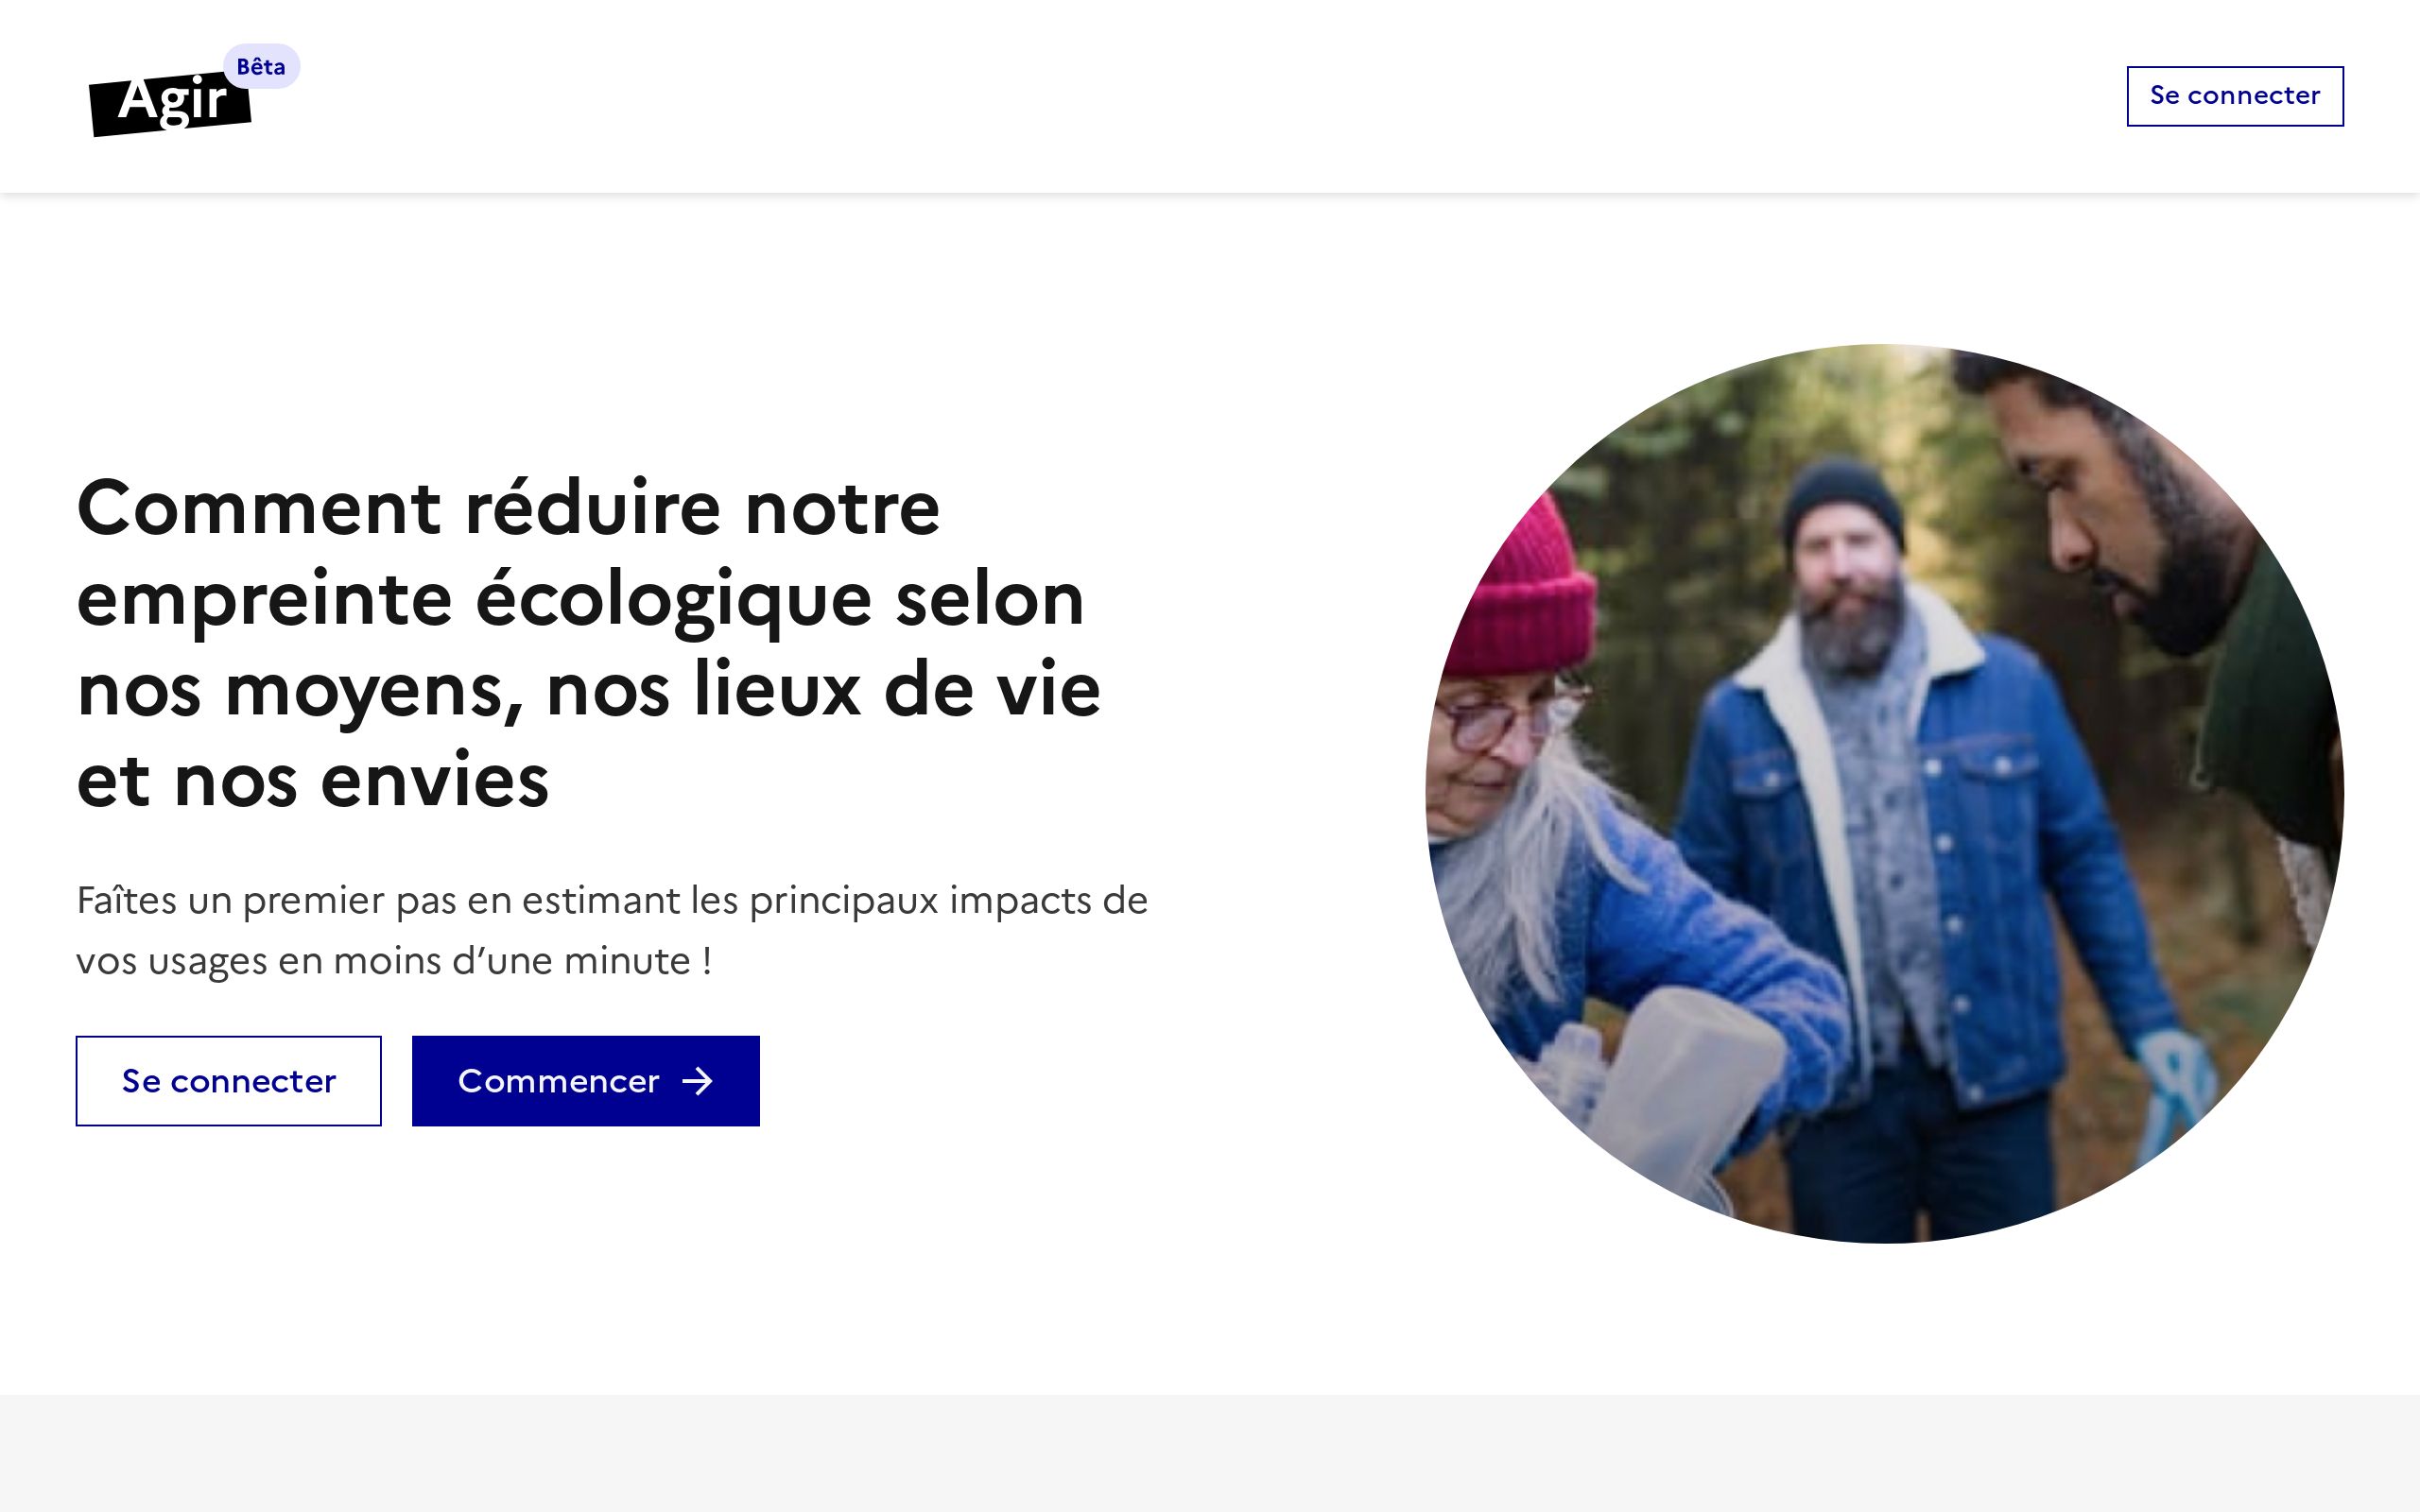 Agir
Bêta
Se connecter
Comment réduire notre
empreinte écologique selon
nos moyens, nos lieux de vie
et nos envies
Faîtes un premier pas en estimant les principaux impacts de
vos usages en moins d’une minute !
Se connecter
Commencer →